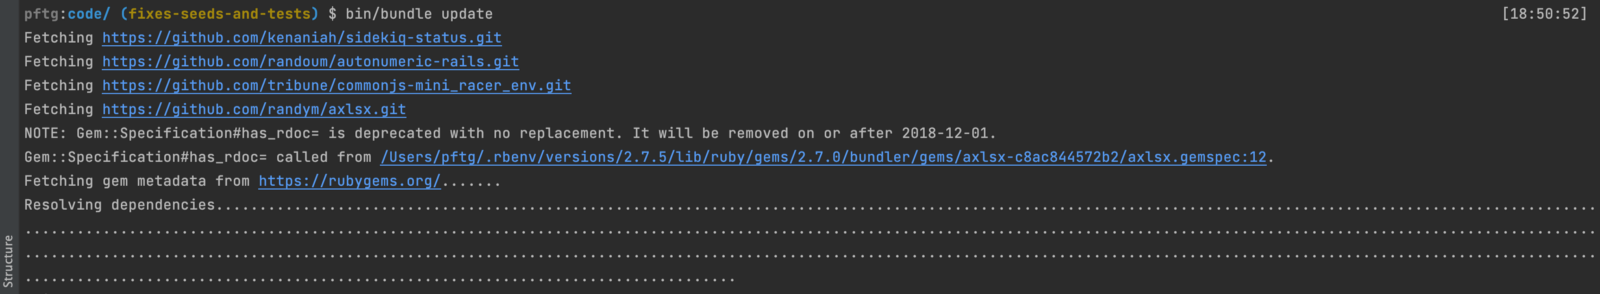 pftg:code/ (fixes-seeds-and-tests) $ bin/bundle update [18:50:52]
Fetching https://github.com/kenaniah/sidekiq-status.git
Fetching https://github.com/randoum/autonumeric-rails.git
Fetching https://github.com/tribune/commonjs-mini_racer_env.git
Fetching https://github.com/randym/axlsx.git
NOTE: Gem::Specification#has_rdoc= is deprecated with no replacement. It will be removed on or after 2018-12-01.
Gem::Specification#has_rdoc= called from /Users/pftg/.rbenv/versions/2.7.5/lib/ruby/gems/2.7.0/bundler/gems/axlsx-c8ac844572b2/axlsx.gemspec:12.
Fetching gem metadata from https://rubygems.org/.......
Resolving dependencies...............................................................................................................................................................
.....................................................................................................................................................................................
.....................................................................................................................................................................................
..................................................................................
Structure